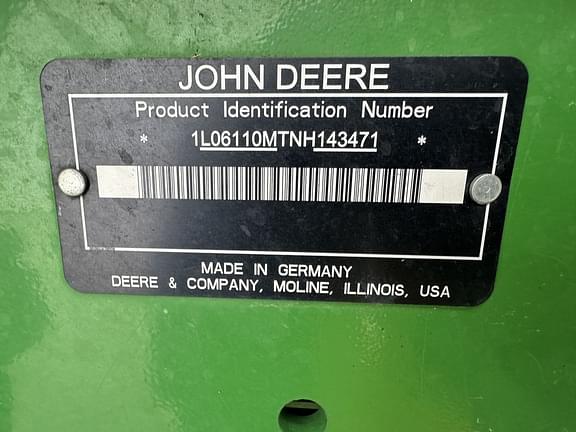 JOHN DEERE
Product Identification Number
* 1L06110MTNH143471 *
MADE IN GERMANY
DEERE & COMPANY, MOLINE, ILLINOIS, USA